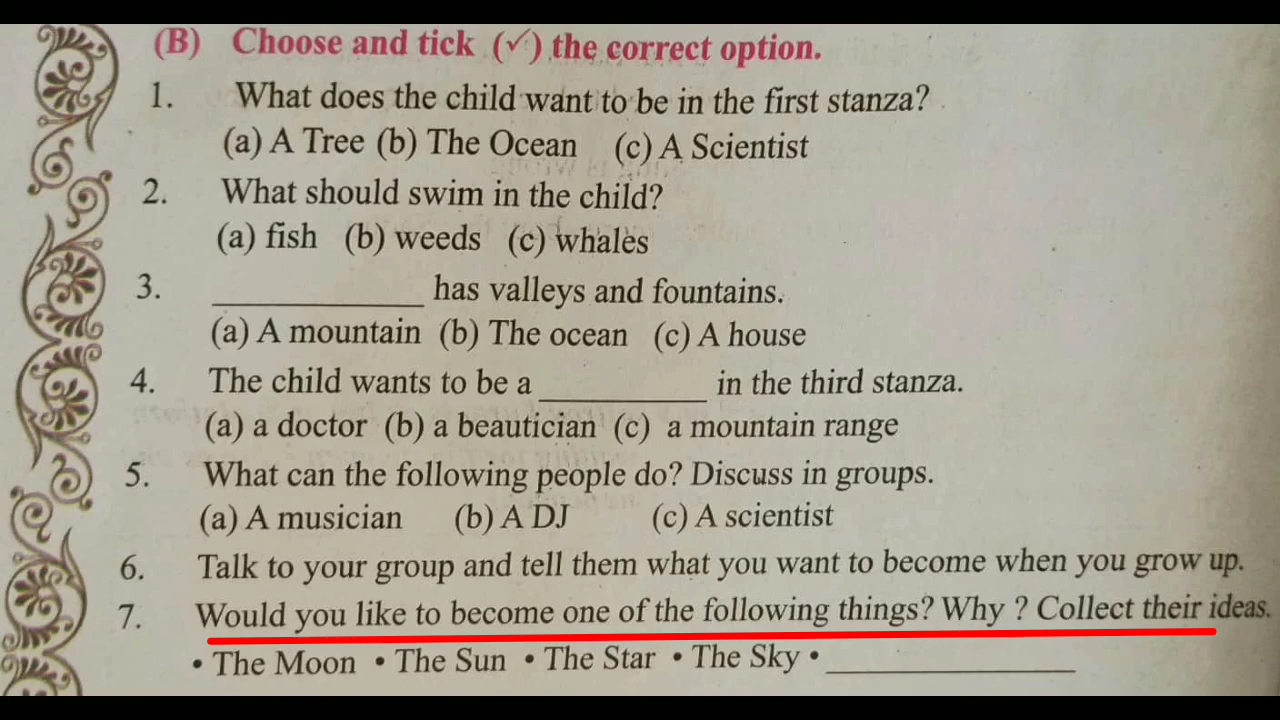 (B) Choose and tick (✓) the correct option.
1. What does the child want to be in the first stanza?
(a) A Tree (b) The Ocean (c) A Scientist
2. What should swim in the child?
(a) fish (b) weeds (c) whales
3. ______________ has valleys and fountains.
(a) A mountain (b) The ocean (c) A house
4. The child wants to be a ___________ in the third stanza.
(a) a doctor (b) a beautician (c) a mountain range
5. What can the following people do? Discuss in groups.
(a) A musician (b) A DJ (c) A scientist
6. Talk to your group and tell them what you want to become when you grow up.
7. Would you like to become one of the following things? Why ? Collect their ideas.
• The Moon • The Sun • The Star • The Sky • ________________